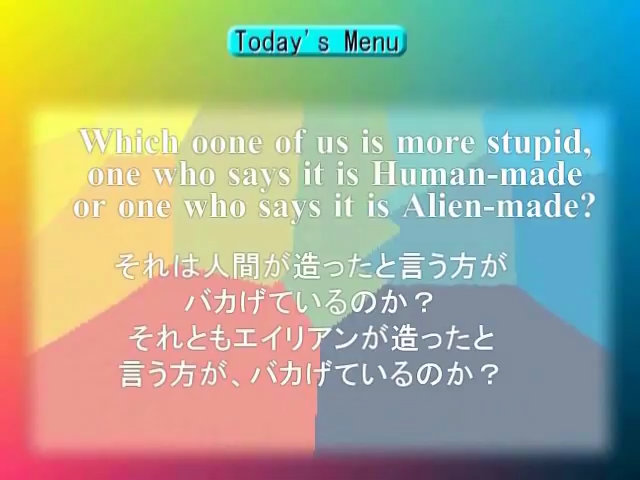 Today's Menu
Which oone of us is more stupid,
one who says it is Human-made
or one who says it is Alien-made?
それは人間が造ったと言う方が
バカげているのか？
それともエイリアンが造ったと
言う方が、バカげているのか？